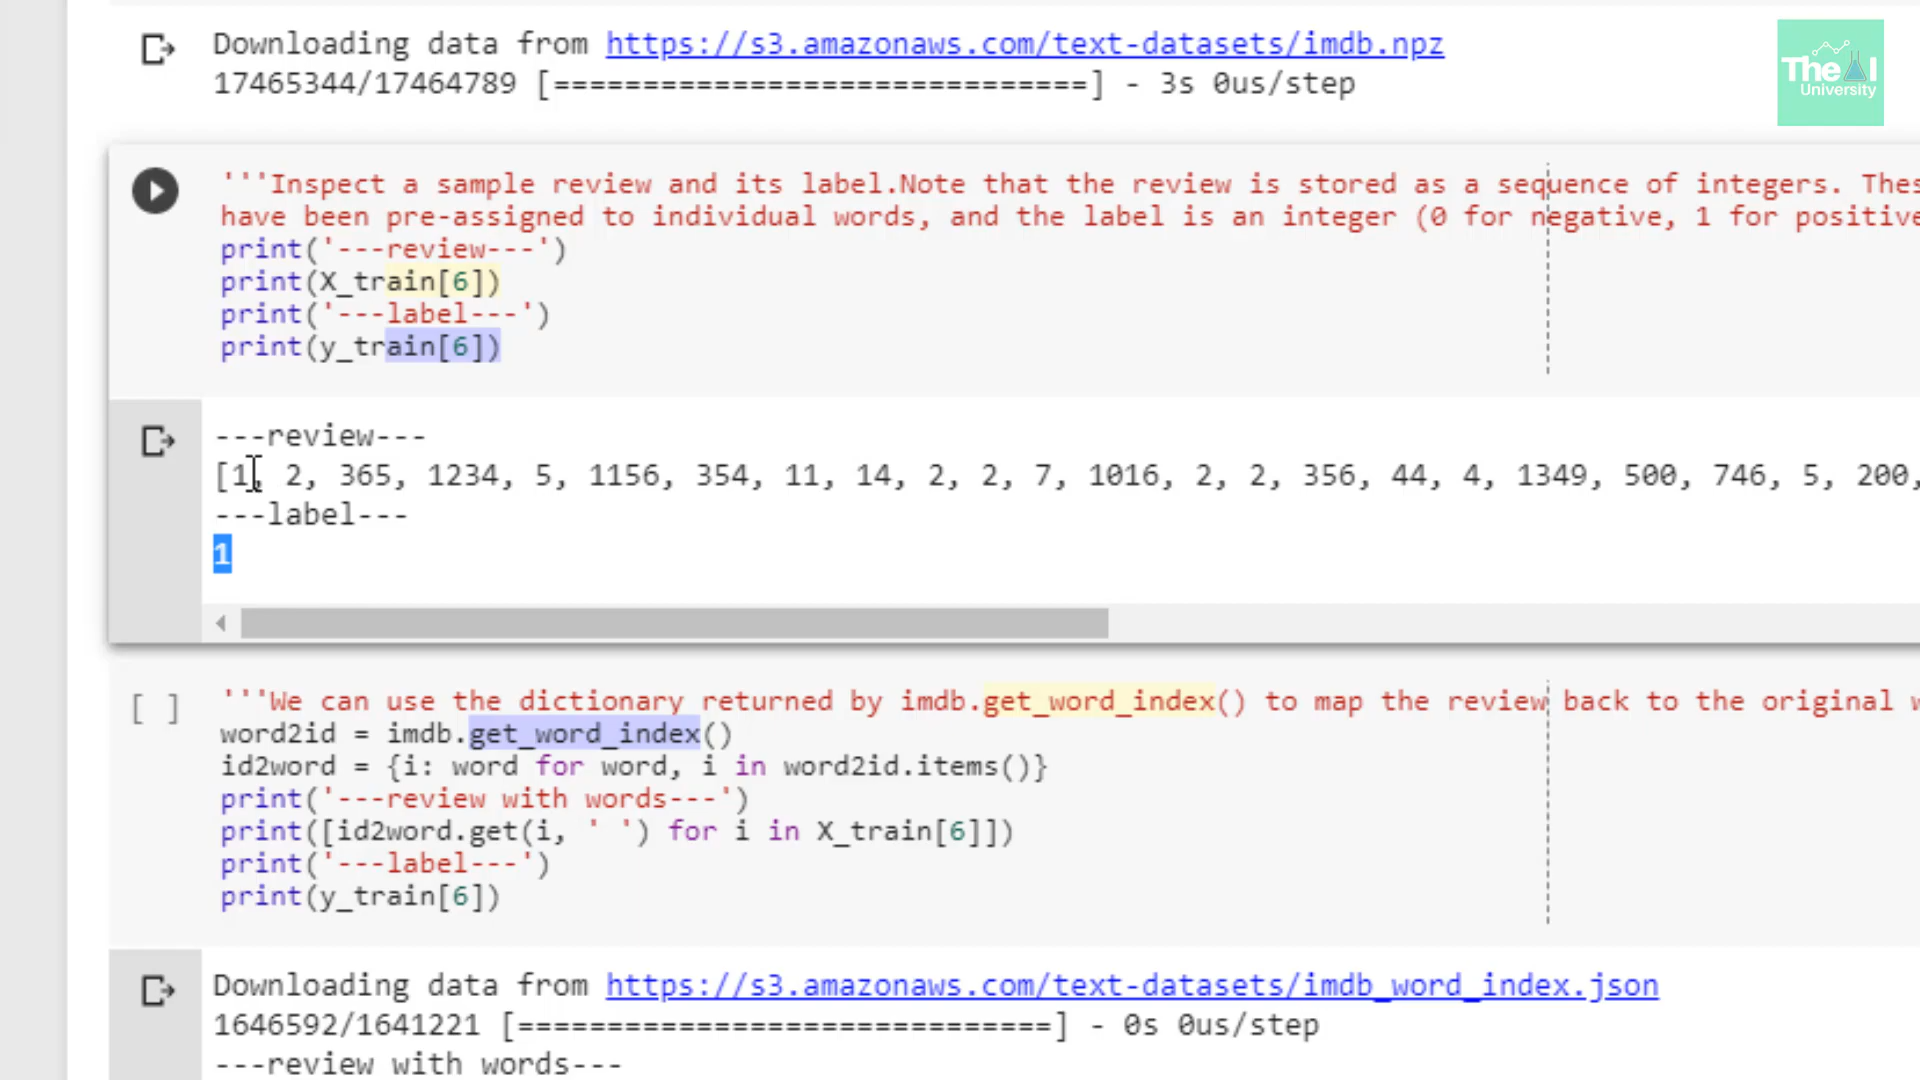 Downloading data from https://s3.amazonaws.com/text-datasets/imdb.npz
17465344/17464789 [==============================] - 3s 0us/step
The AI
University
'''Inspect a sample review and its label.Note that the review is stored as a sequence of integers. Thes
have been pre-assigned to individual words, and the label is an integer (0 for negative, 1 for positive
print('---review---')
print(X_train[6])
print('---label---')
print(y_train[6])
---review---
[1, 2, 365, 1234, 5, 1156, 354, 11, 14, 2, 2, 7, 1016, 2, 2, 356, 44, 4, 1349, 500, 746, 5, 200,
---label---
1
[ ]
'''We can use the dictionary returned by imdb.get_word_index() to map the review back to the original w
word2id = imdb.get_word_index()
id2word = {i: word for word, i in word2id.items()}
print('---review with words---')
print([id2word.get(i, ' ') for i in X_train[6]])
print('---label---')
print(y_train[6])
Downloading data from https://s3.amazonaws.com/text-datasets/imdb_word_index.json
1646592/1641221 [==============================] - 0s 0us/step
---review with words---